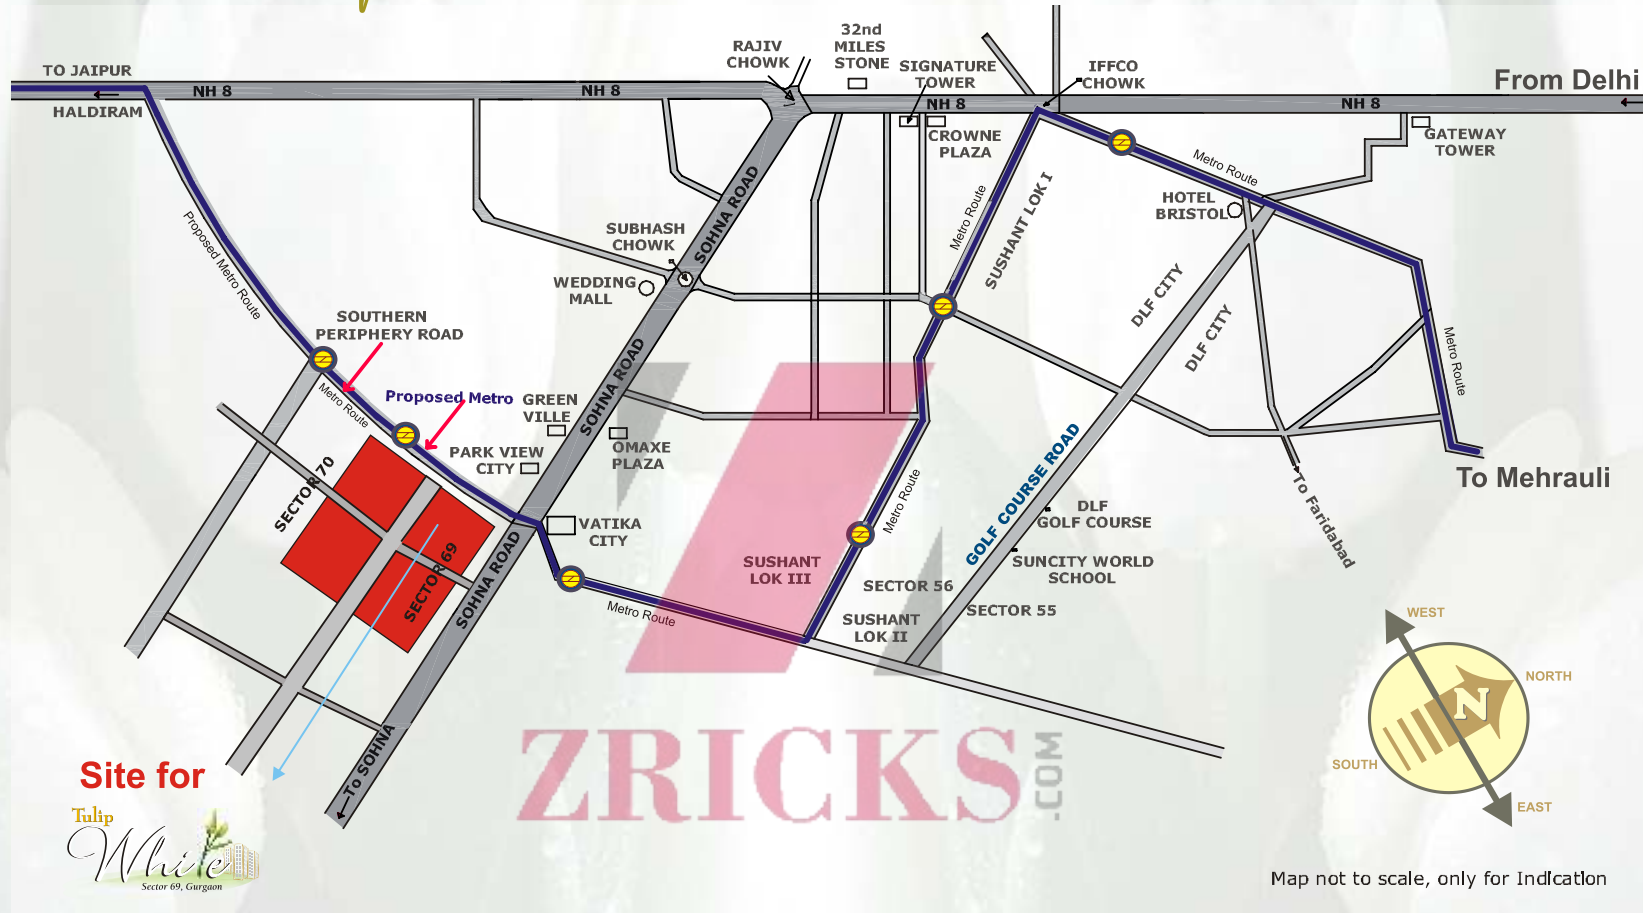 TO JAIPUR
HALDIRAM
NH 8
NH 8
RAJIV
CHOWK
32nd
MILES
STONE
SIGNATURE
TOWER
NH 8
CROWNE
PLAZA
IFFCO
CHOWK
NH 8
From Delhi
GATEWAY
TOWER
Metro Route
HOTEL
BRISTOL
Metro Route
SUSHANT LOK I
SOHNA ROAD
SUBHASH
CHOWK
WEDDING
MALL
Proposed Metro Route
SOUTHERN
PERIPHERY ROAD
Metro Route
Proposed Metro
GREEN
VILLE
SOHNA ROAD
PARK VIEW
CITY
OMAXE
PLAZA
DLF CITY
DLF CITY
Metro Route
To Mehrauli
To Faridabad
GOLF COURSE ROAD
DLF
GOLF COURSE
SUNCITY WORLD
SCHOOL
SECTOR 55
SECTOR 56
Metro Route
SUSHANT
LOK III
SUSHANT
LOK II
SECTOR 70
SECTOR 69
VATIKA
CITY
SOHNA ROAD
Metro Route
To SOHNA
ZRICKS
.COM
WEST
NORTH
N
SOUTH
EAST
Site for
Tulip
White
Sector 69, Gurgaon
Map not to scale, only for Indication